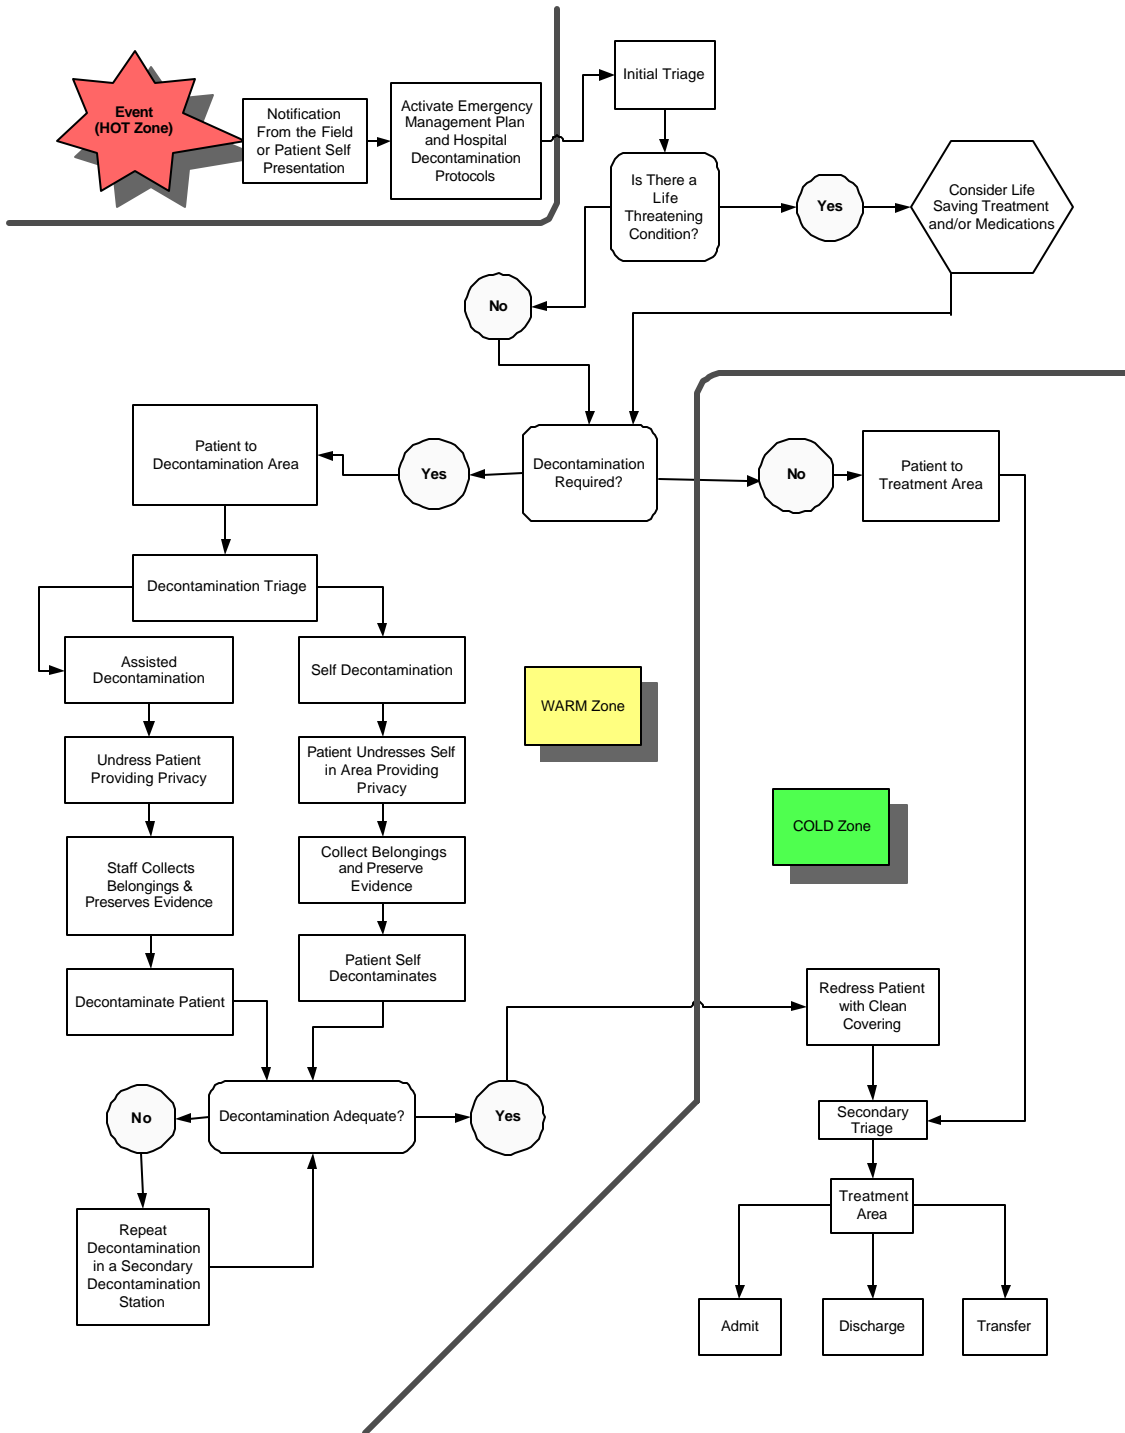 Event
(HOT Zone)
Notification
From the Field
or Patient Self
Presentation
Activate Emergency
Management Plan
and Hospital
Decontamination
Protocols
Initial Triage
Is There a
Life
Threatening
Condition?
Yes
Consider Life
Saving Treatment
and/or Medications
No
Decontamination
Required?
Yes
Patient to
Decontamination Area
No
Patient to
Treatment Area
Decontamination Triage
Assisted
Decontamination
Self Decontamination
WARM Zone
Undress Patient
Providing Privacy
Patient Undresses Self
in Area Providing
Privacy
COLD Zone
Staff Collects
Belongings &
Preserves Evidence
Collect Belongings
and Preserve
Evidence
Patient Self
Decontaminates
Decontaminate Patient
Redress Patient
with Clean
Covering
No
Decontamination Adequate?
Yes
Secondary
Triage
Treatment
Area
Repeat
Decontamination
in a Secondary
Decontamination
Station
Admit
Discharge
Transfer